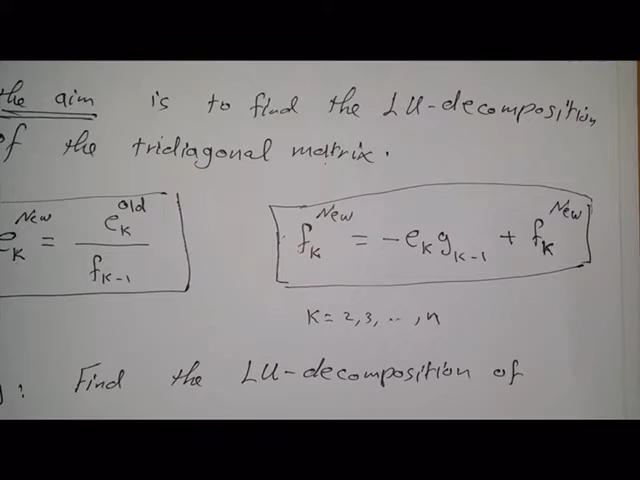 the aim is to find the LU-decomposition
of the tridiagonal matrix.
e_k^New = e_k^old / f_{k-1}
f_k^New = -e_k g_{k-1} + f_k^New
k = 2, 3, ..., n
: Find the LU-decomposition of